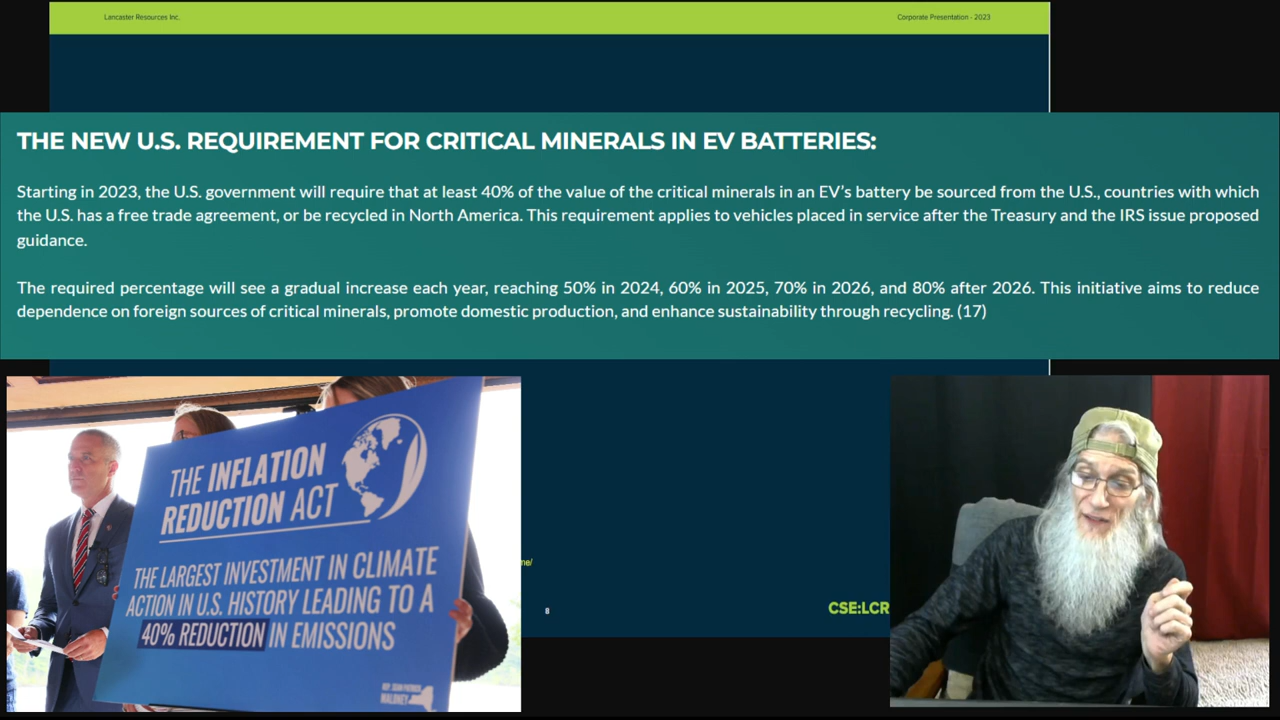 Lancaster Resources Inc.
Corporate Presentation - 2023
THE NEW U.S. REQUIREMENT FOR CRITICAL MINERALS IN EV BATTERIES:
Starting in 2023, the U.S. government will require that at least 40% of the value of the critical minerals in an EV's battery be sourced from the U.S., countries with which
the U.S. has a free trade agreement, or be recycled in North America. This requirement applies to vehicles placed in service after the Treasury and the IRS issue proposed
guidance.
The required percentage will see a gradual increase each year, reaching 50% in 2024, 60% in 2025, 70% in 2026, and 80% after 2026. This initiative aims to reduce
dependence on foreign sources of critical minerals, promote domestic production, and enhance sustainability through recycling. (17)
THE INFLATION
REDUCTION ACT
THE LARGEST INVESTMENT IN CLIMATE
ACTION IN U.S. HISTORY LEADING TO A
40% REDUCTION IN EMISSIONS
REP. SEAN PATRICK
MALONEY
me/
8
CSE:LCR